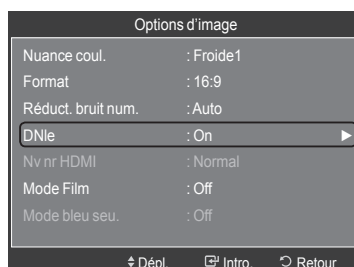 Options d'image
Nuance coul. : Froide1
Format : 16:9
Réduct. bruit num. : Auto
DNIe : On
Nv nr HDMI : Normal
Mode Film : Off
Mode bleu seu. : Off
Dépl. Intro Retour